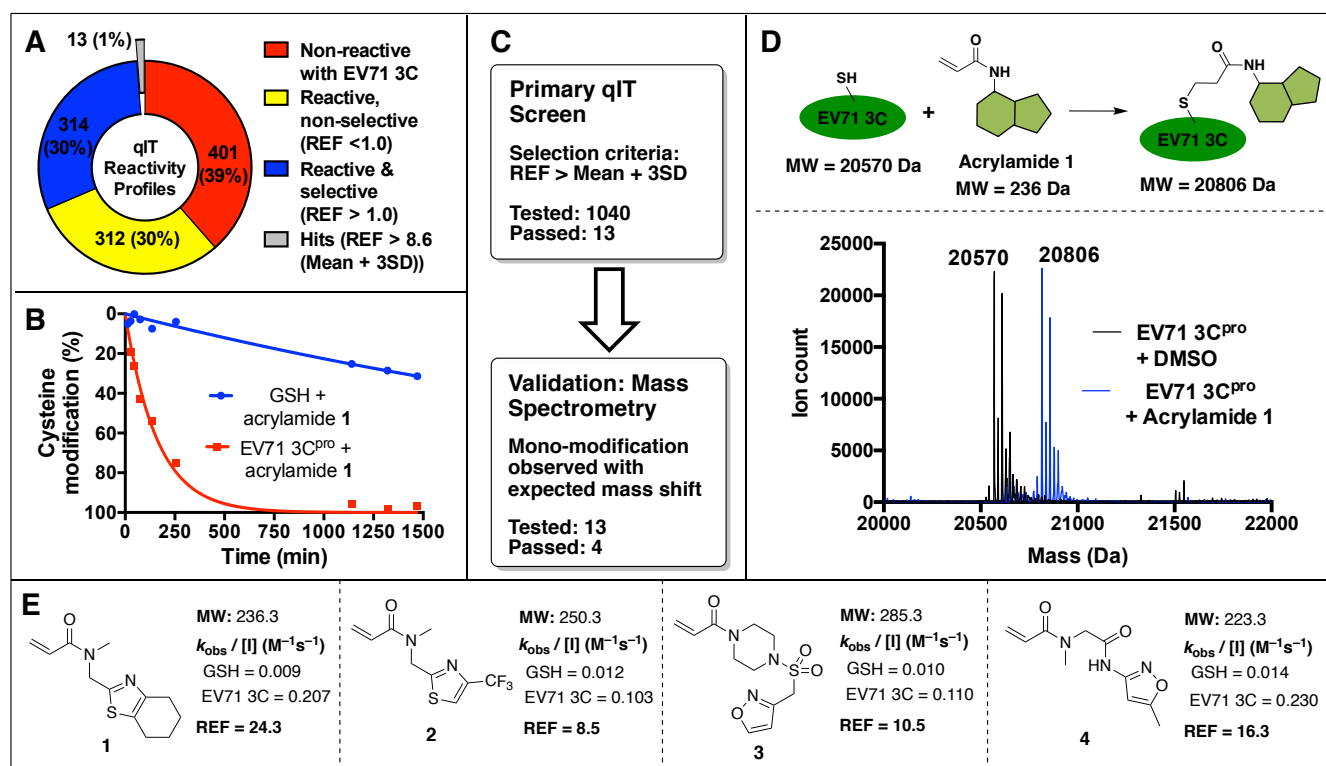 A
13 (1%)
314
(30%)
qIT
Reactivity
Profiles
401
(39%)
312 (30%)
Non-reactive
with EV71 3C
Reactive,
non-selective
(REF <1.0)
Reactive &
selective
(REF > 1.0)
Hits (REF > 8.6
(Mean + 3SD))
B
Cysteine
modification (%)
0
20
40
60
80
100
GSH +
acrylamide 1
EV71 3Cpro +
acrylamide 1
0 250 500 750 1000 1250 1500
Time (min)
C
Primary qIT
Screen
Selection criteria:
REF > Mean + 3SD
Tested: 1040
Passed: 13
Validation: Mass
Spectrometry
Mono-modification
observed with
expected mass shift
Tested: 13
Passed: 4
D
SH
EV71 3C
MW = 20570 Da
+
O
NH
Acrylamide 1
MW = 236 Da
O
NH
S
EV71 3C
MW = 20806 Da
Ion count
25000
20000
15000
10000
5000
0
20570
20806
EV71 3Cpro
+ DMSO
EV71 3Cpro
+ Acrylamide 1
20000 20500 21000 21500 22000
Mass (Da)
E
O
N
N
S
1
MW: 236.3
kobs / [I] (M−1s−1)
GSH = 0.009
EV71 3C = 0.207
REF = 24.3
O
N
N
S
CF3
2
MW: 250.3
kobs / [I] (M−1s−1)
GSH = 0.012
EV71 3C = 0.103
REF = 8.5
O
N
N
O
S
O
N
O
3
MW: 285.3
kobs / [I] (M−1s−1)
GSH = 0.010
EV71 3C = 0.110
REF = 10.5
O
N
O
HN
N
O
4
MW: 223.3
kobs / [I] (M−1s−1)
GSH = 0.014
EV71 3C = 0.230
REF = 16.3